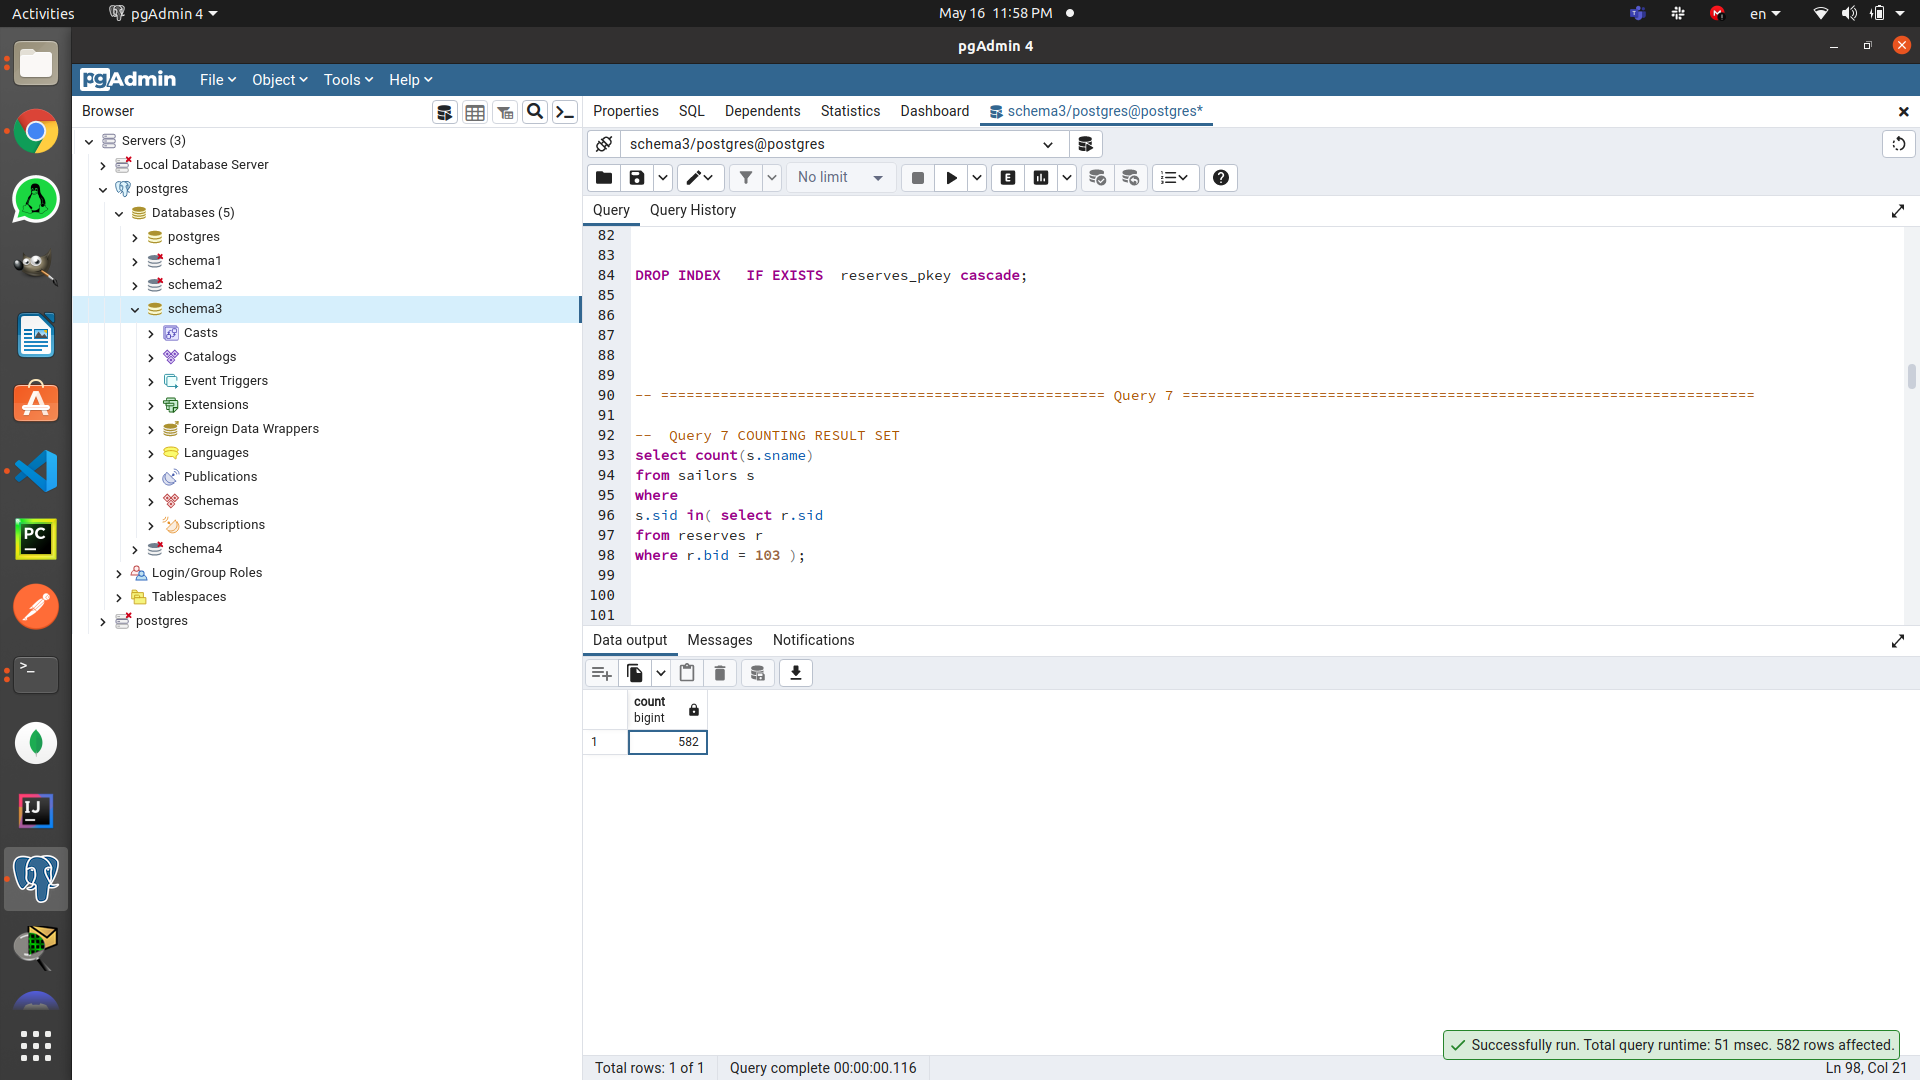 Activities pgAdmin 4 May 16 11:58 PM en
pgAdmin 4
pgAdmin File Object Tools Help
Browser
Servers (3)
Local Database Server
postgres
Databases (5)
postgres
schema1
schema2
schema3
Casts
Catalogs
Event Triggers
Extensions
Foreign Data Wrappers
Languages
Publications
Schemas
Subscriptions
schema4
Login/Group Roles
Tablespaces
postgres
Properties SQL Dependents Statistics Dashboard schema3/postgres@postgres*
schema3/postgres@postgres
No limit E
Query Query History
82
83
84 DROP INDEX   IF EXISTS  reserves_pkey cascade;
85
86
87
88
89
90 -- ==================================================== Query 7 ===================================================================
91
92 --  Query 7 COUNTING RESULT SET
93 select count(s.sname)
94 from sailors s
95 where
96 s.sid in( select r.sid
97 from reserves r
98 where r.bid = 103 );
99
100
101
Data output Messages Notifications
count
bigint
1 582
Successfully run. Total query runtime: 51 msec. 582 rows affected.
Total rows: 1 of 1 Query complete 00:00:00.116 Ln 98, Col 21
PC
>_
IJ